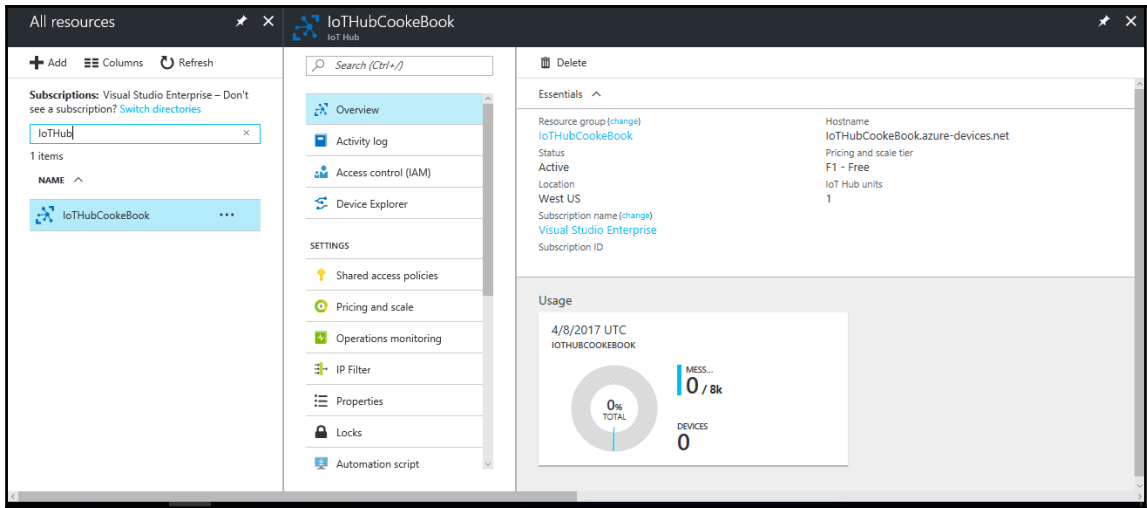 All resources
Add Columns Refresh
Subscriptions: Visual Studio Enterprise – Don't
see a subscription? Switch directories
IoTHub
1 items
NAME
IoTHubCookeBook
IoTHubCookeBook
IoT Hub
Search (Ctrl+/)
Overview
Activity log
Access control (IAM)
Device Explorer
SETTINGS
Shared access policies
Pricing and scale
Operations monitoring
IP Filter
Properties
Locks
Automation script
Delete
Essentials
Resource group (change)
IoTHubCookeBook
Status
Active
Location
West US
Subscription name (change)
Visual Studio Enterprise
Subscription ID
Hostname
IoTHubCookeBook.azure-devices.net
Pricing and scale tier
F1 - Free
IoT Hub units
1
Usage
4/8/2017 UTC
IOTHUBCOOKEBOOK
0%
TOTAL
MESS...
0 / 8k
DEVICES
0